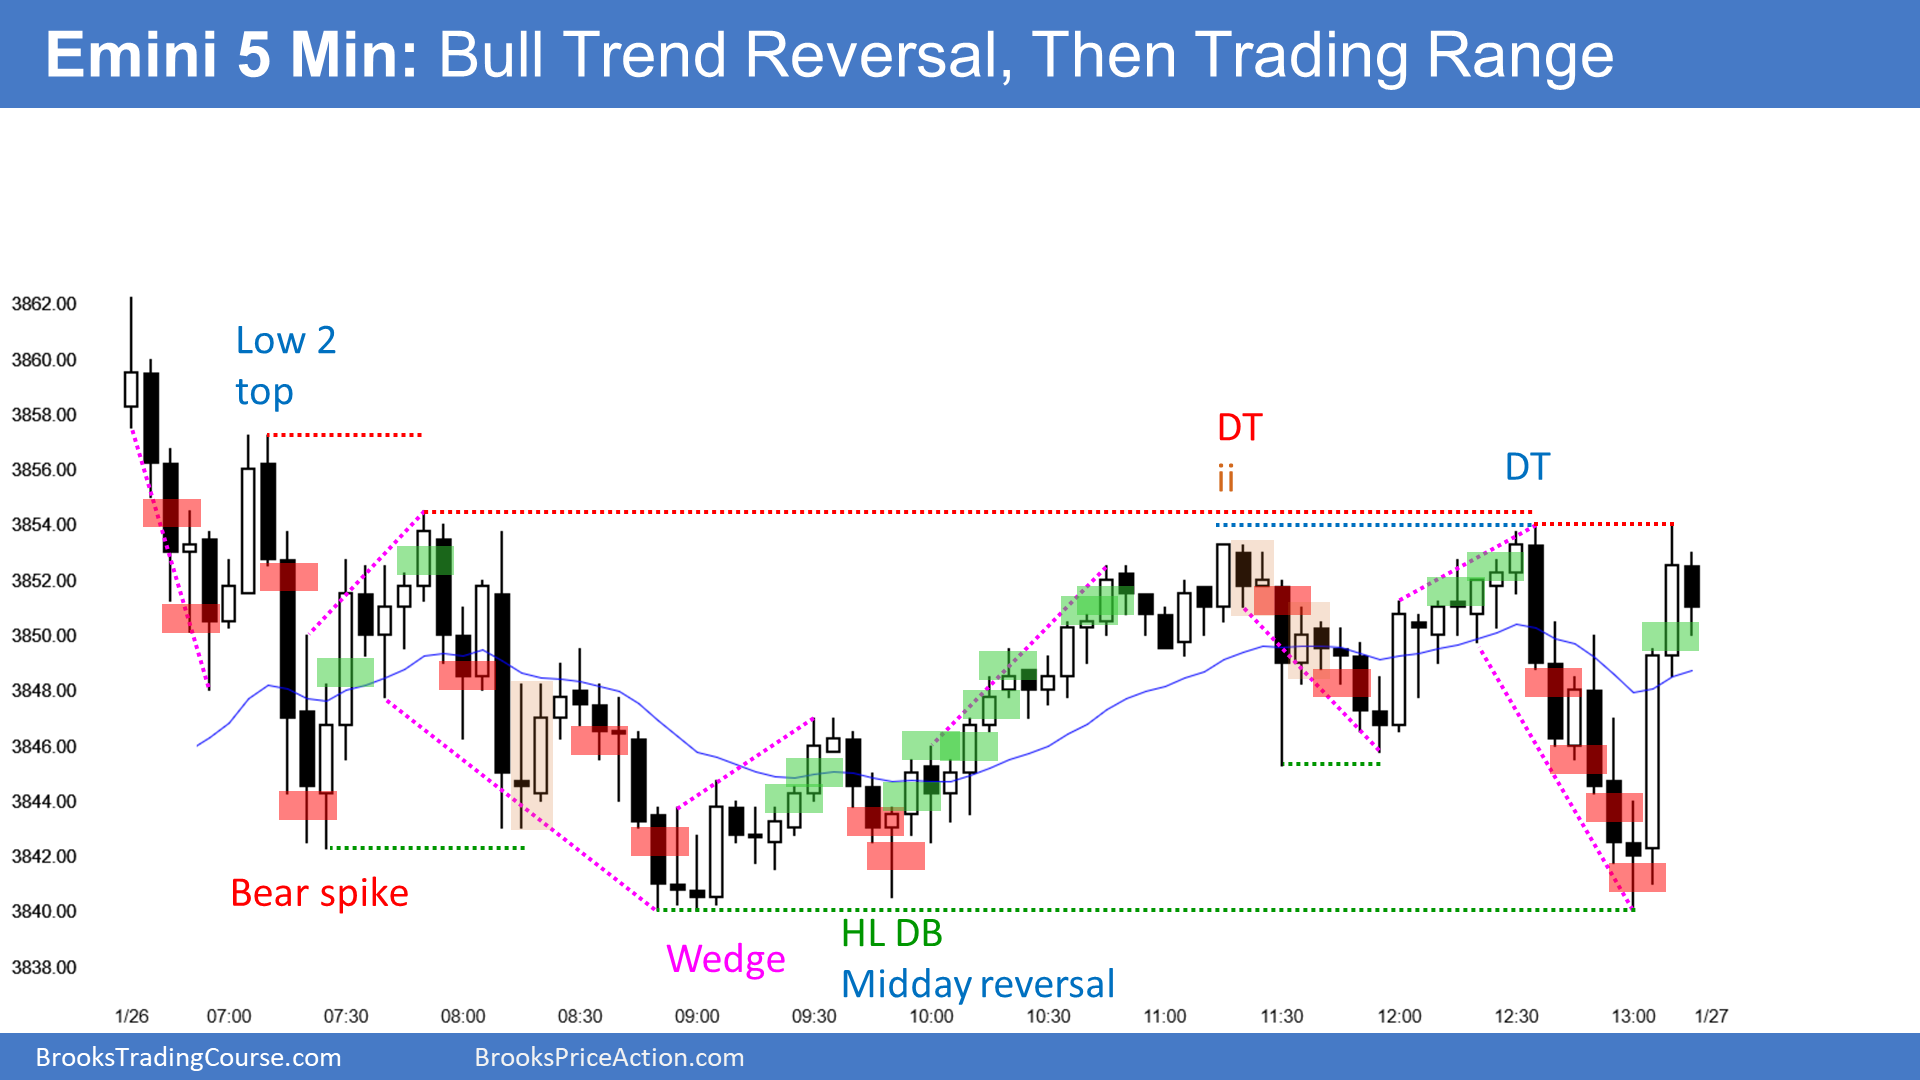 Emini 5 Min: Bull Trend Reversal, Then Trading Range
3862.00
3860.00
3858.00
3856.00
3854.00
3852.00
3850.00
3848.00
3846.00
3844.00
3842.00
3840.00
3838.00
Low 2
top
DT
ii
DT
Bear spike
Wedge
HL DB
Midday reversal
1/26 07:00 07:30 08:00 08:30 09:00 09:30 10:00 10:30 11:00 11:30 12:00 12:30 13:00 1/27
BrooksTradingCourse.com BrooksPriceAction.com